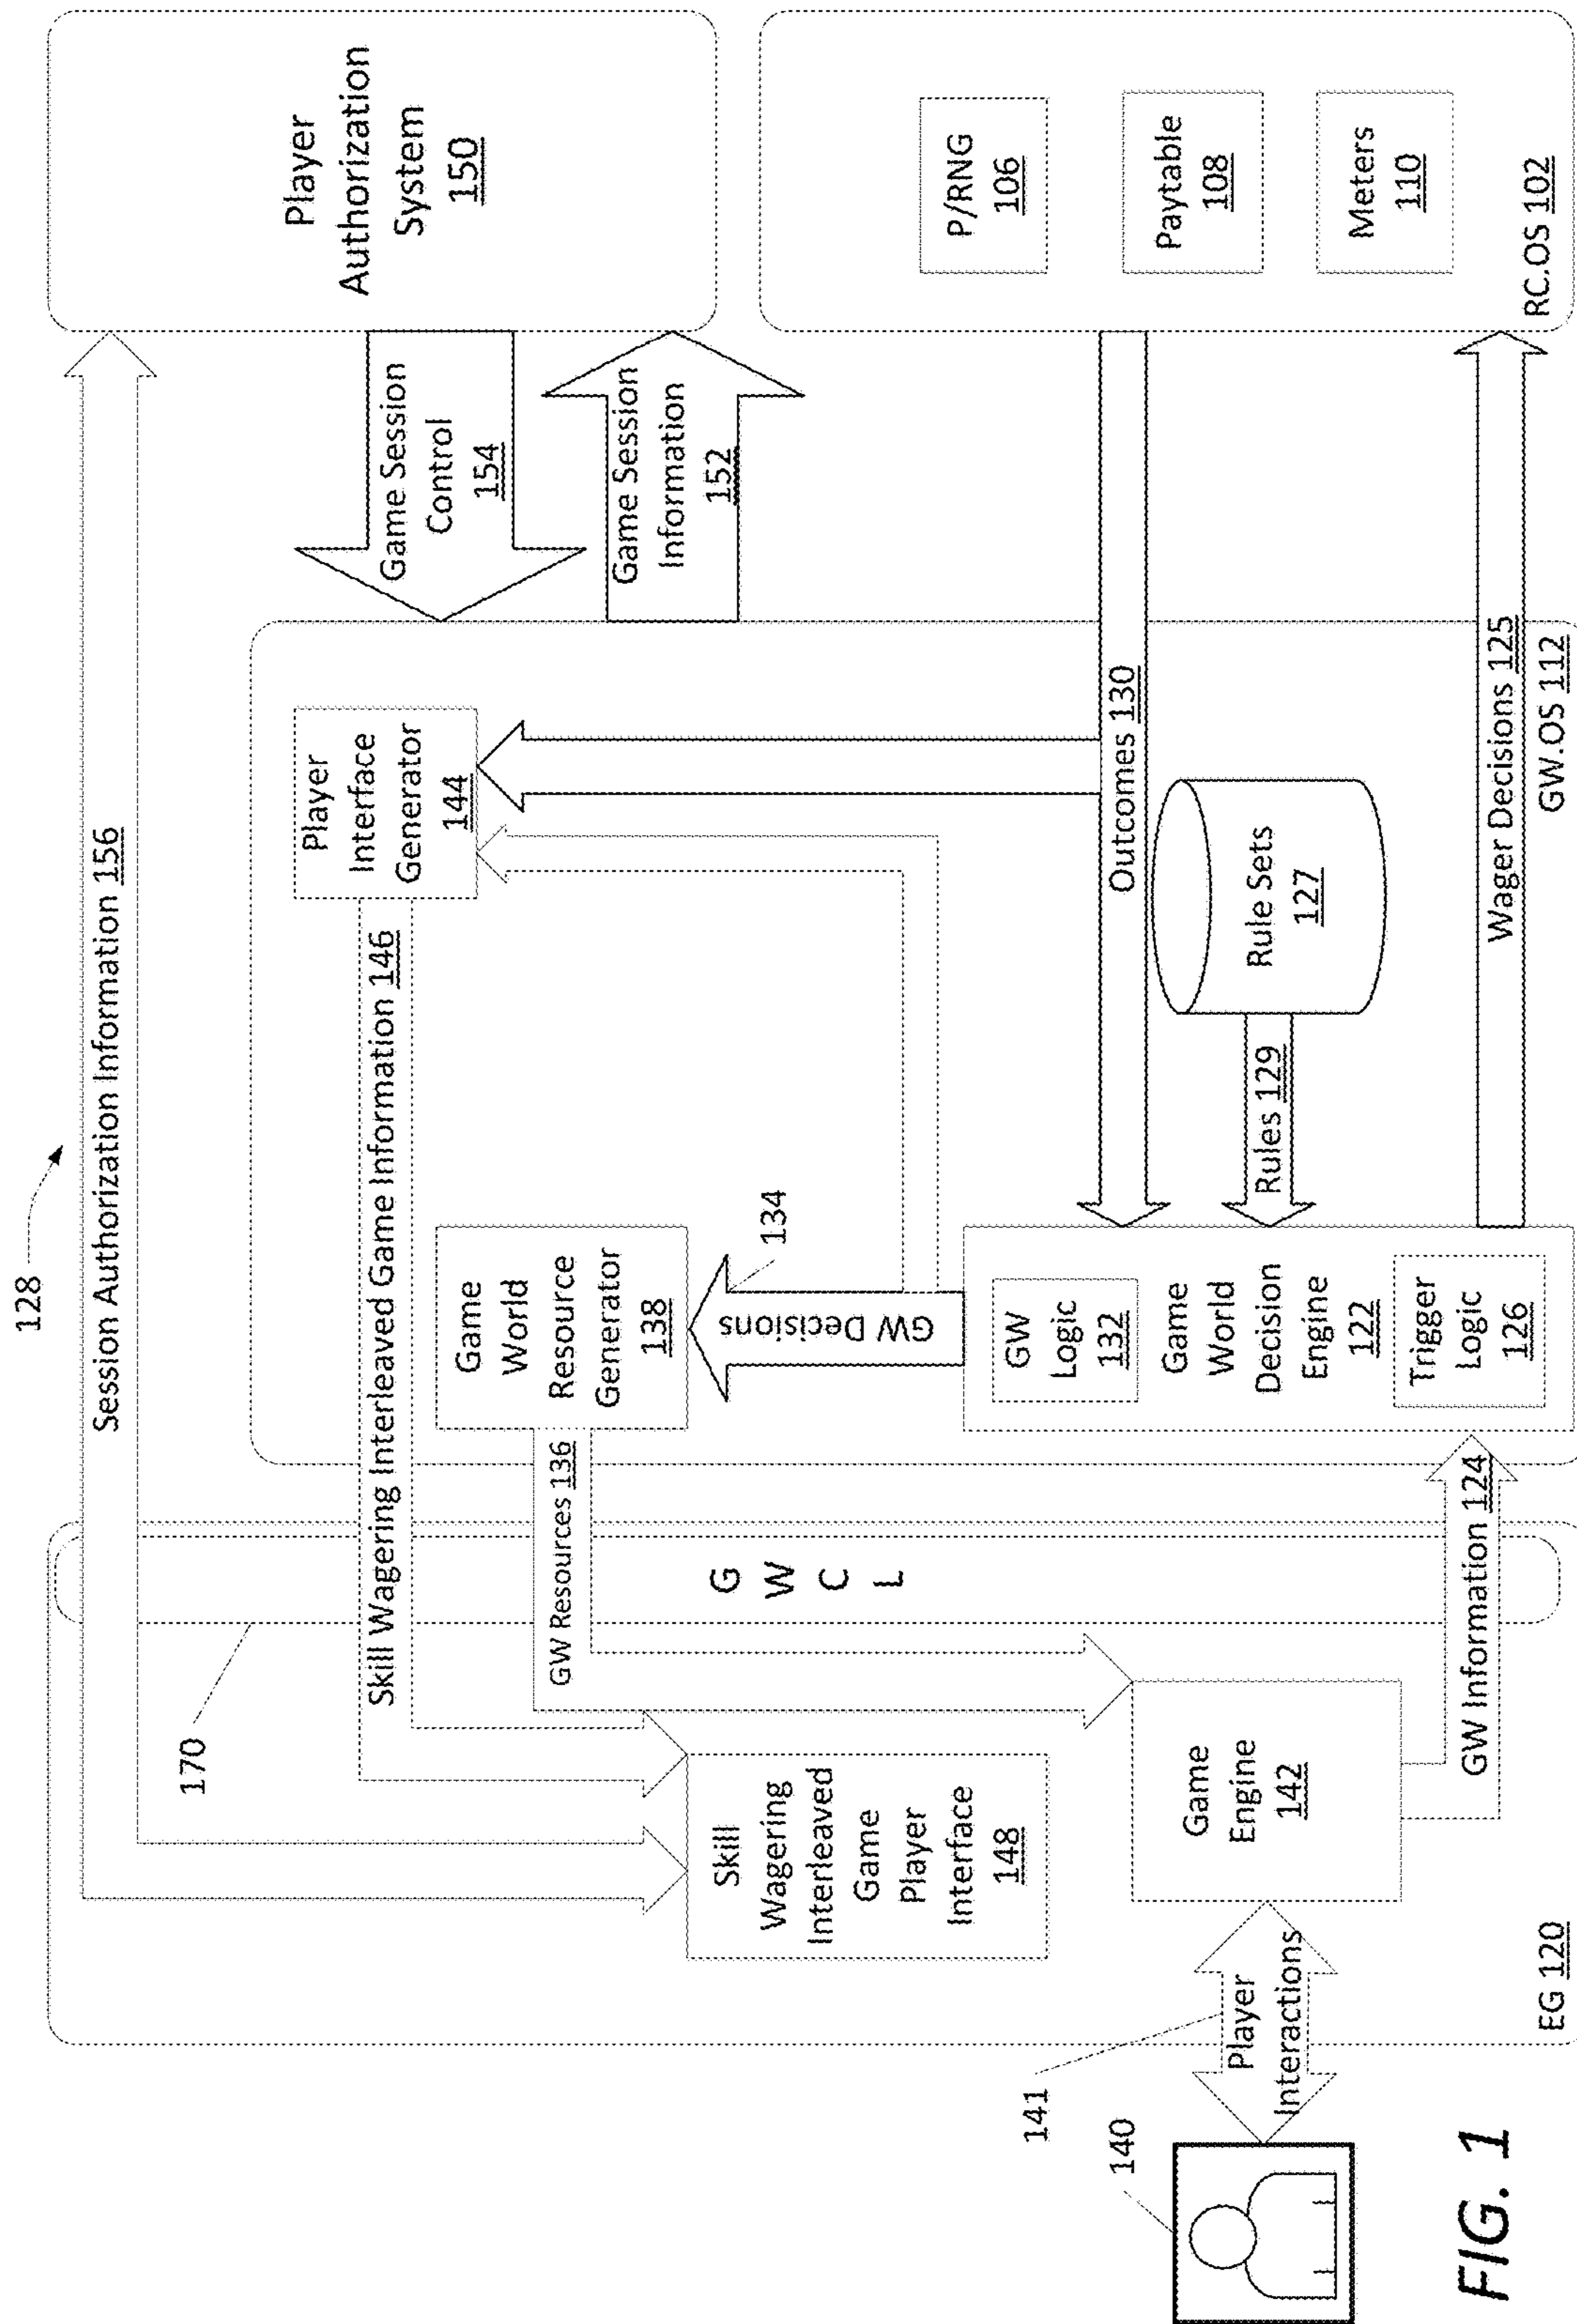 128
Session Authorization Information 156
170
Skill Wagering Interleaved Game Information 146
Player
Authorization
System
150
Game Session
Control
154
Game Session
Information
152
Player
Interface
Generator
144
Game
World
Resource
Generator
138
GW Resources 136
G
W
C
L
134
GW Decisions
Skill
Wagering
Interleaved
Game
Player
Interface
148
P/RNG
106
Paytable
108
Meters
110
RC.OS 102
Outcomes 130
Rule Sets
127
Rules 129
GW
Logic
132
Game
World
Decision
Engine
122
Trigger
Logic
126
Wager Decisions 125
GW.OS 112
Game
Engine
142
GW Information 124
141
Player
Interactions
140
EG 120
FIG. 1